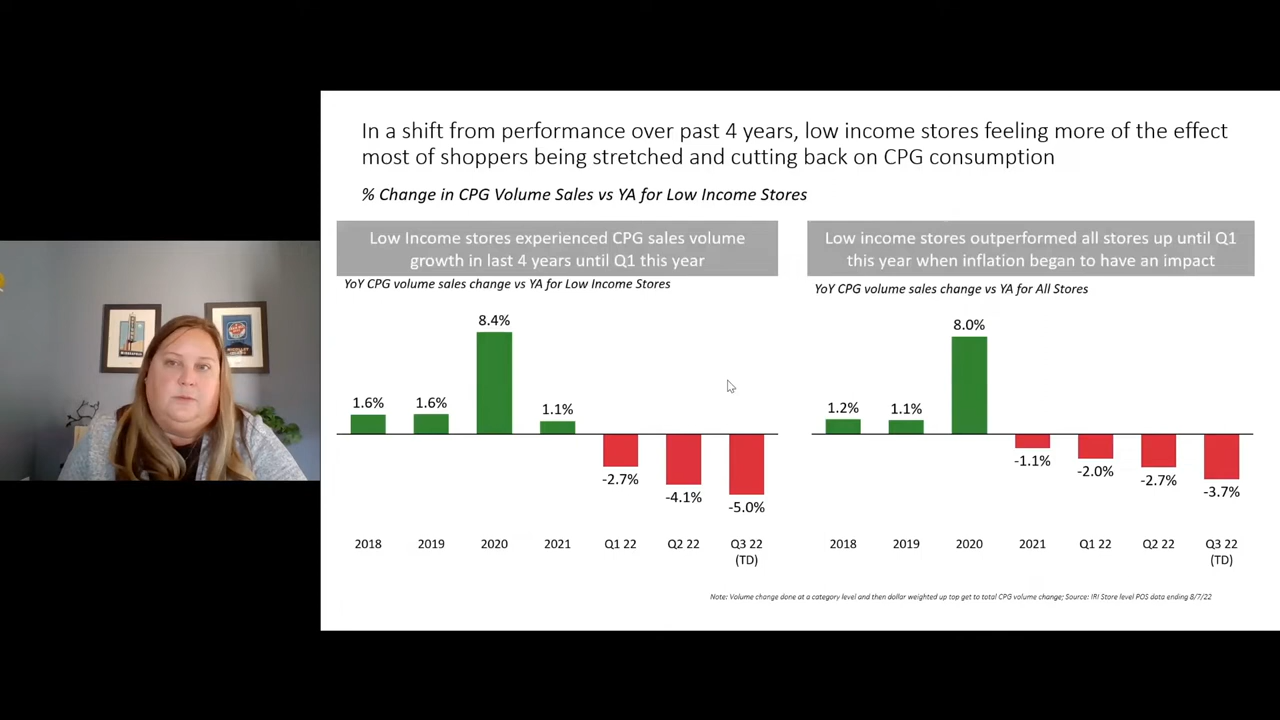 In a shift from performance over past 4 years, low income stores feeling more of the effect
most of shoppers being stretched and cutting back on CPG consumption
% Change in CPG Volume Sales vs YA for Low Income Stores
Low Income stores experienced CPG sales volume
growth in last 4 years until Q1 this year
YoY CPG volume sales change vs YA for Low Income Stores
8.4%
1.6%
1.6%
1.1%
-2.7%
-4.1%
-5.0%
2018
2019
2020
2021
Q1 22
Q2 22
Q3 22
(TD)
Low income stores outperformed all stores up until Q1
this year when inflation began to have an impact
YoY CPG volume sales change vs YA for All Stores
8.0%
1.2%
1.1%
-1.1%
-2.0%
-2.7%
-3.7%
2018
2019
2020
2021
Q1 22
Q2 22
Q3 22
(TD)
Note: Volume change done at a category level and then dollar weighted up top get to total CPG volume change; Source: IRI Store level POS data ending 8/7/22